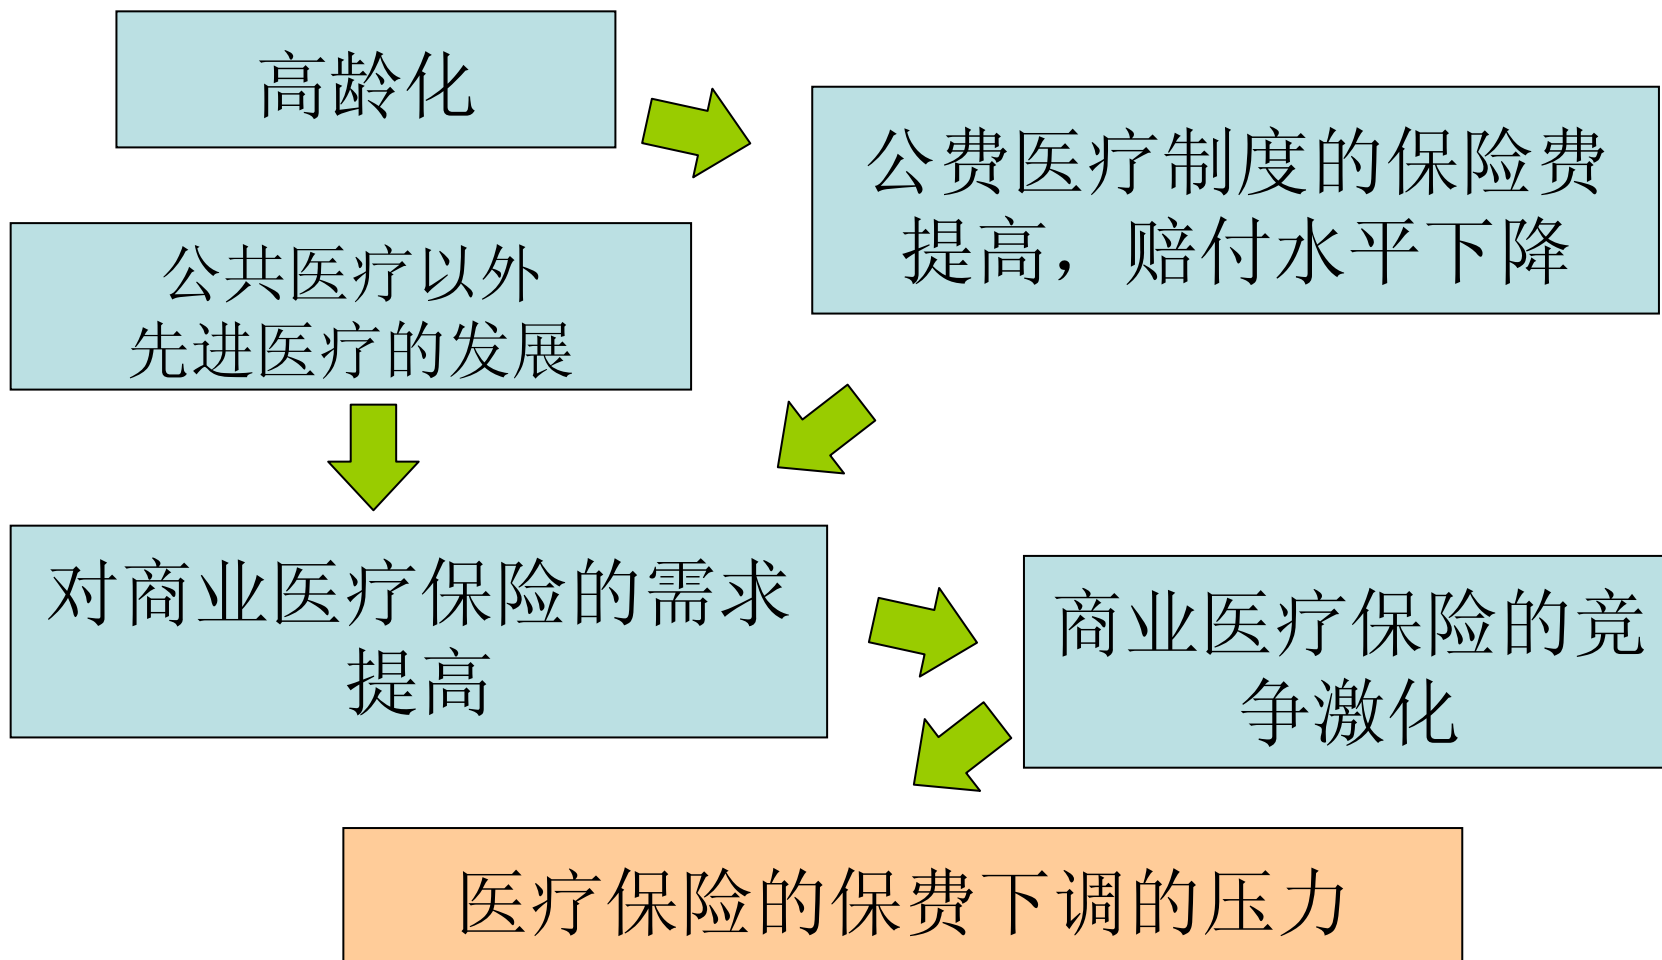 高龄化
公费医疗制度的保险费
提高，赔付水平下降
公共医疗以外
先进医疗的发展
对商业医疗保险的需求
提高
商业医疗保险的竞
争激化
医疗保险的保费下调的压力